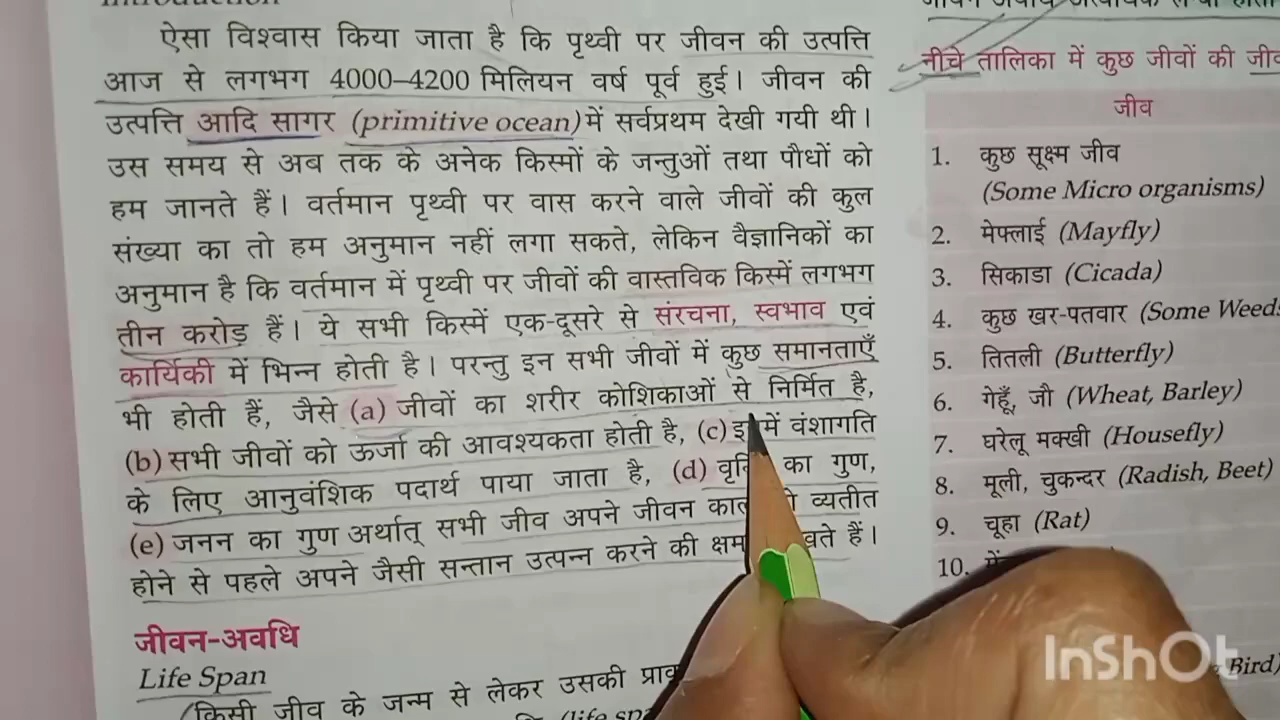 Introduction
ऐसा विश्वास किया जाता है कि पृथ्वी पर जीवन की उत्पत्ति
आज से लगभग 4000–4200 मिलियन वर्ष पूर्व हुई। जीवन की
उत्पत्ति आदि सागर (primitive ocean) में सर्वप्रथम देखी गयी थी।
उस समय से अब तक के अनेक किस्मों के जन्तुओं तथा पौधों को
हम जानते हैं। वर्तमान पृथ्वी पर वास करने वाले जीवों की कुल
संख्या का तो हम अनुमान नहीं लगा सकते, लेकिन वैज्ञानिकों का
अनुमान है कि वर्तमान में पृथ्वी पर जीवों की वास्तविक किस्में लगभग
तीन करोड़ हैं। ये सभी किस्में एक-दूसरे से संरचना, स्वभाव एवं
कार्यिकी में भिन्न होती है। परन्तु इन सभी जीवों में कुछ समानताएँ
भी होती हैं, जैसे (a) जीवों का शरीर कोशिकाओं से निर्मित है,
(b) सभी जीवों को ऊर्जा की आवश्यकता होती है, (c) में वंशागति
के लिए आनुवंशिक पदार्थ पाया जाता है, (d) का गुण,
(e) जनन का गुण अर्थात् सभी जीव अपने जीवन व्यतीत
होने से पहले अपने जैसी सन्तान उत्पन्न करने की हैं।
जीवन-अवधि
Life Span
(किसी जीव के जन्म से लेकर उसकी
नीचे तालिका में कुछ जीवों की
जीव
1. कुछ सूक्ष्म जीव
(Some Micro organisms)
2. मेफ्लाई (Mayfly)
3. सिकाडा (Cicada)
4. कुछ खर-पतवार (Some Weeds
5. तितली (Butterfly)
6. गेहूँ, जौ (Wheat, Barley)
7. घरेलू मक्खी (Housefly)
8. मूली, चुकन्दर (Radish, Beet)
9. चूहा (Rat)
10.
Bird)
InShOt